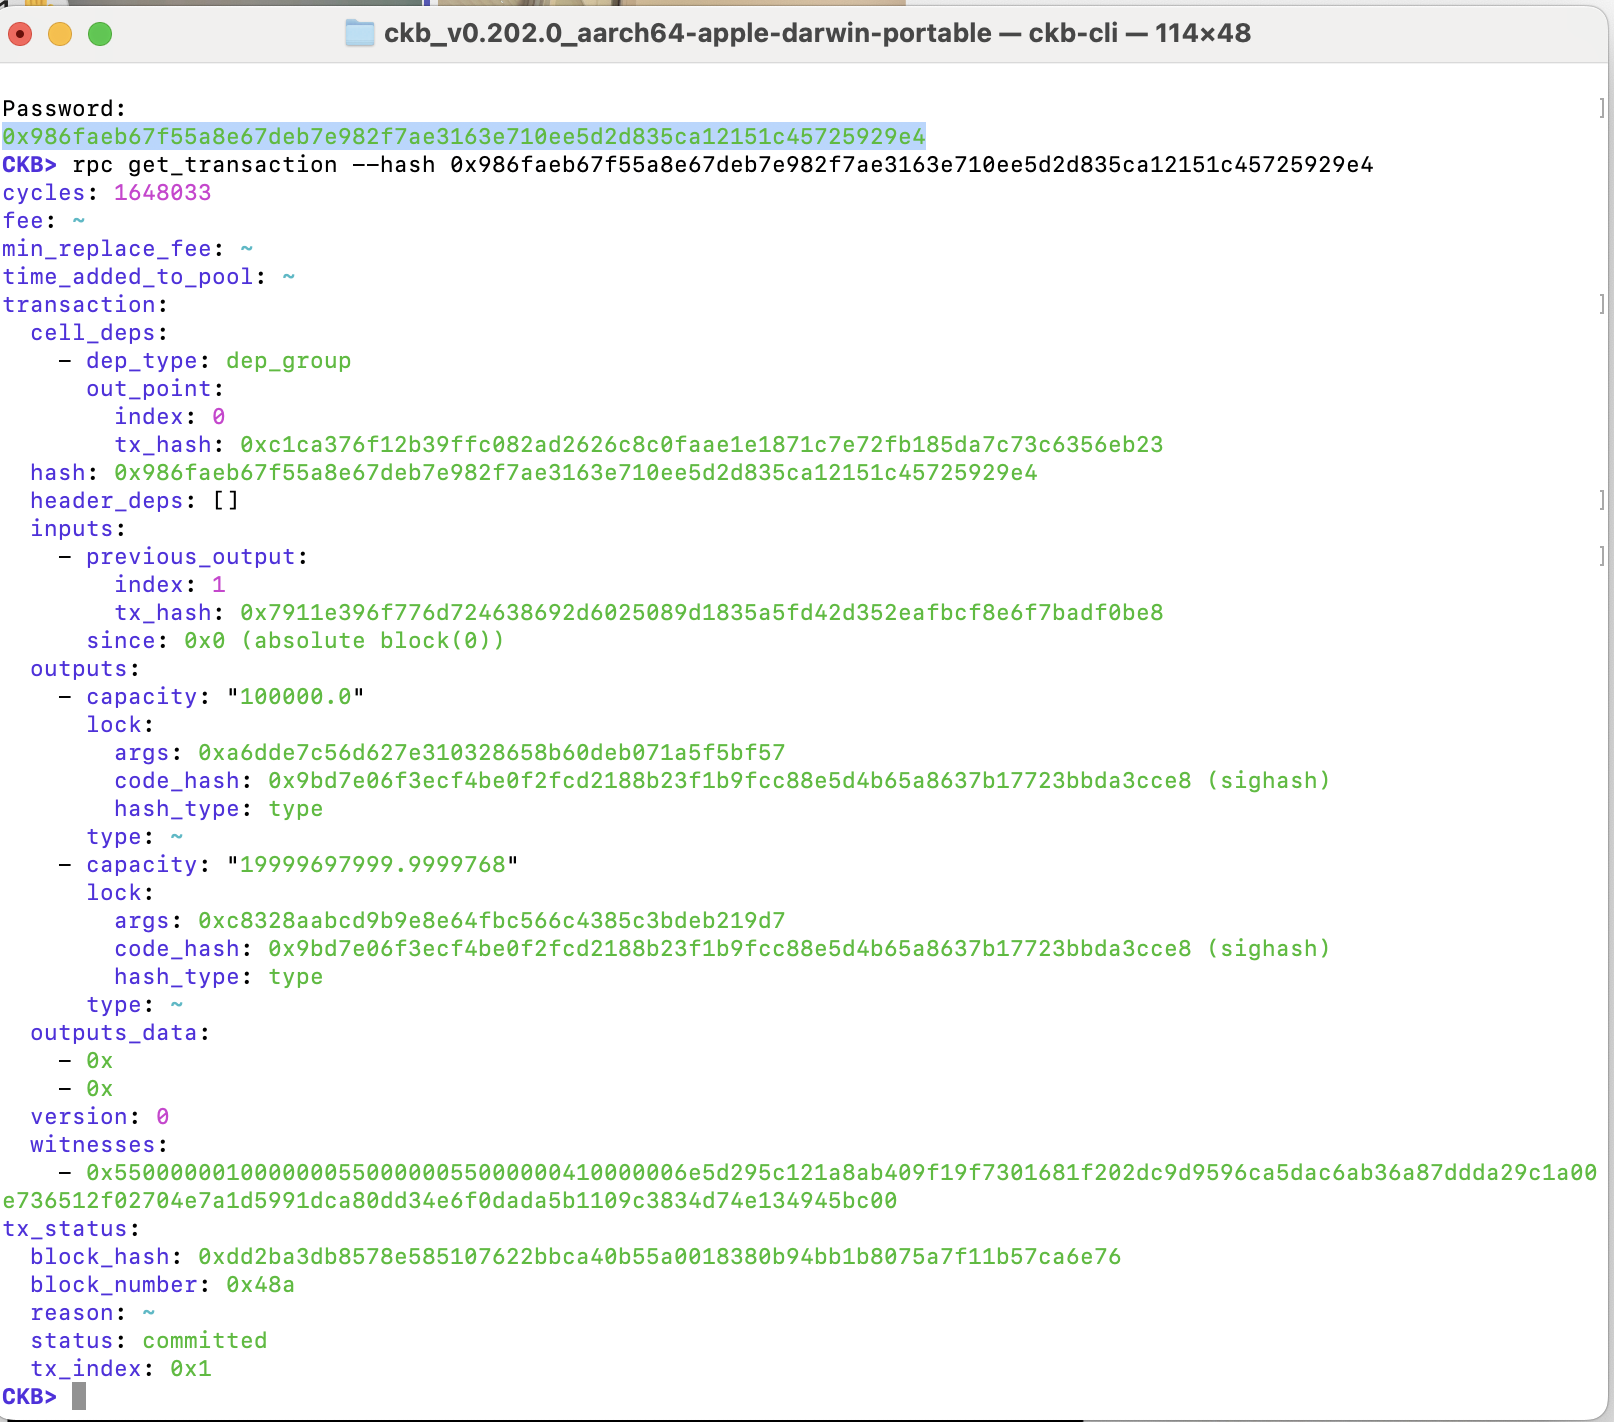 ckb_v0.202.0_aarch64-apple-darwin-portable — ckb-cli — 114×48
Password:
0x986faeb67f55a8e67deb7e982f7ae3163e710ee5d2d835ca12151c45725929e4
CKB> rpc get_transaction --hash 0x986faeb67f55a8e67deb7e982f7ae3163e710ee5d2d835ca12151c45725929e4
cycles: 1648033
fee: ~
min_replace_fee: ~
time_added_to_pool: ~
transaction:
  cell_deps:
    - dep_type: dep_group
      out_point:
        index: 0
        tx_hash: 0xc1ca376f12b39ffc082ad2626c8c0faae1e1871c7e72fb185da7c73c6356eb23
  hash: 0x986faeb67f55a8e67deb7e982f7ae3163e710ee5d2d835ca12151c45725929e4
  header_deps: []
  inputs:
    - previous_output:
        index: 1
        tx_hash: 0x7911e396f776d724638692d6025089d1835a5fd42d352eafbcf8e6f7badf0be8
      since: 0x0 (absolute block(0))
  outputs:
    - capacity: "100000.0"
      lock:
        args: 0xa6dde7c56d627e310328658b60deb071a5f5bf57
        code_hash: 0x9bd7e06f3ecf4be0f2fcd2188b23f1b9fcc88e5d4b65a8637b17723bbda3cce8 (sighash)
        hash_type: type
      type: ~
    - capacity: "19999697999.9999768"
      lock:
        args: 0xc8328aabcd9b9e8e64fbc566c4385c3bdeb219d7
        code_hash: 0x9bd7e06f3ecf4be0f2fcd2188b23f1b9fcc88e5d4b65a8637b17723bbda3cce8 (sighash)
        hash_type: type
      type: ~
  outputs_data:
    - 0x
    - 0x
  version: 0
  witnesses:
    - 0x55000000100000005500000055000000410000006e5d295c121a8ab409f19f7301681f202dc9d9596ca5dac6ab36a87ddda29c1a00
e736512f02704e7a1d5991dca80dd34e6f0dada5b1109c3834d74e134945bc00
tx_status:
  block_hash: 0xdd2ba3db8578e585107622bbca40b55a0018380b94bb1b8075a7f11b57ca6e76
  block_number: 0x48a
  reason: ~
  status: committed
  tx_index: 0x1
CKB>